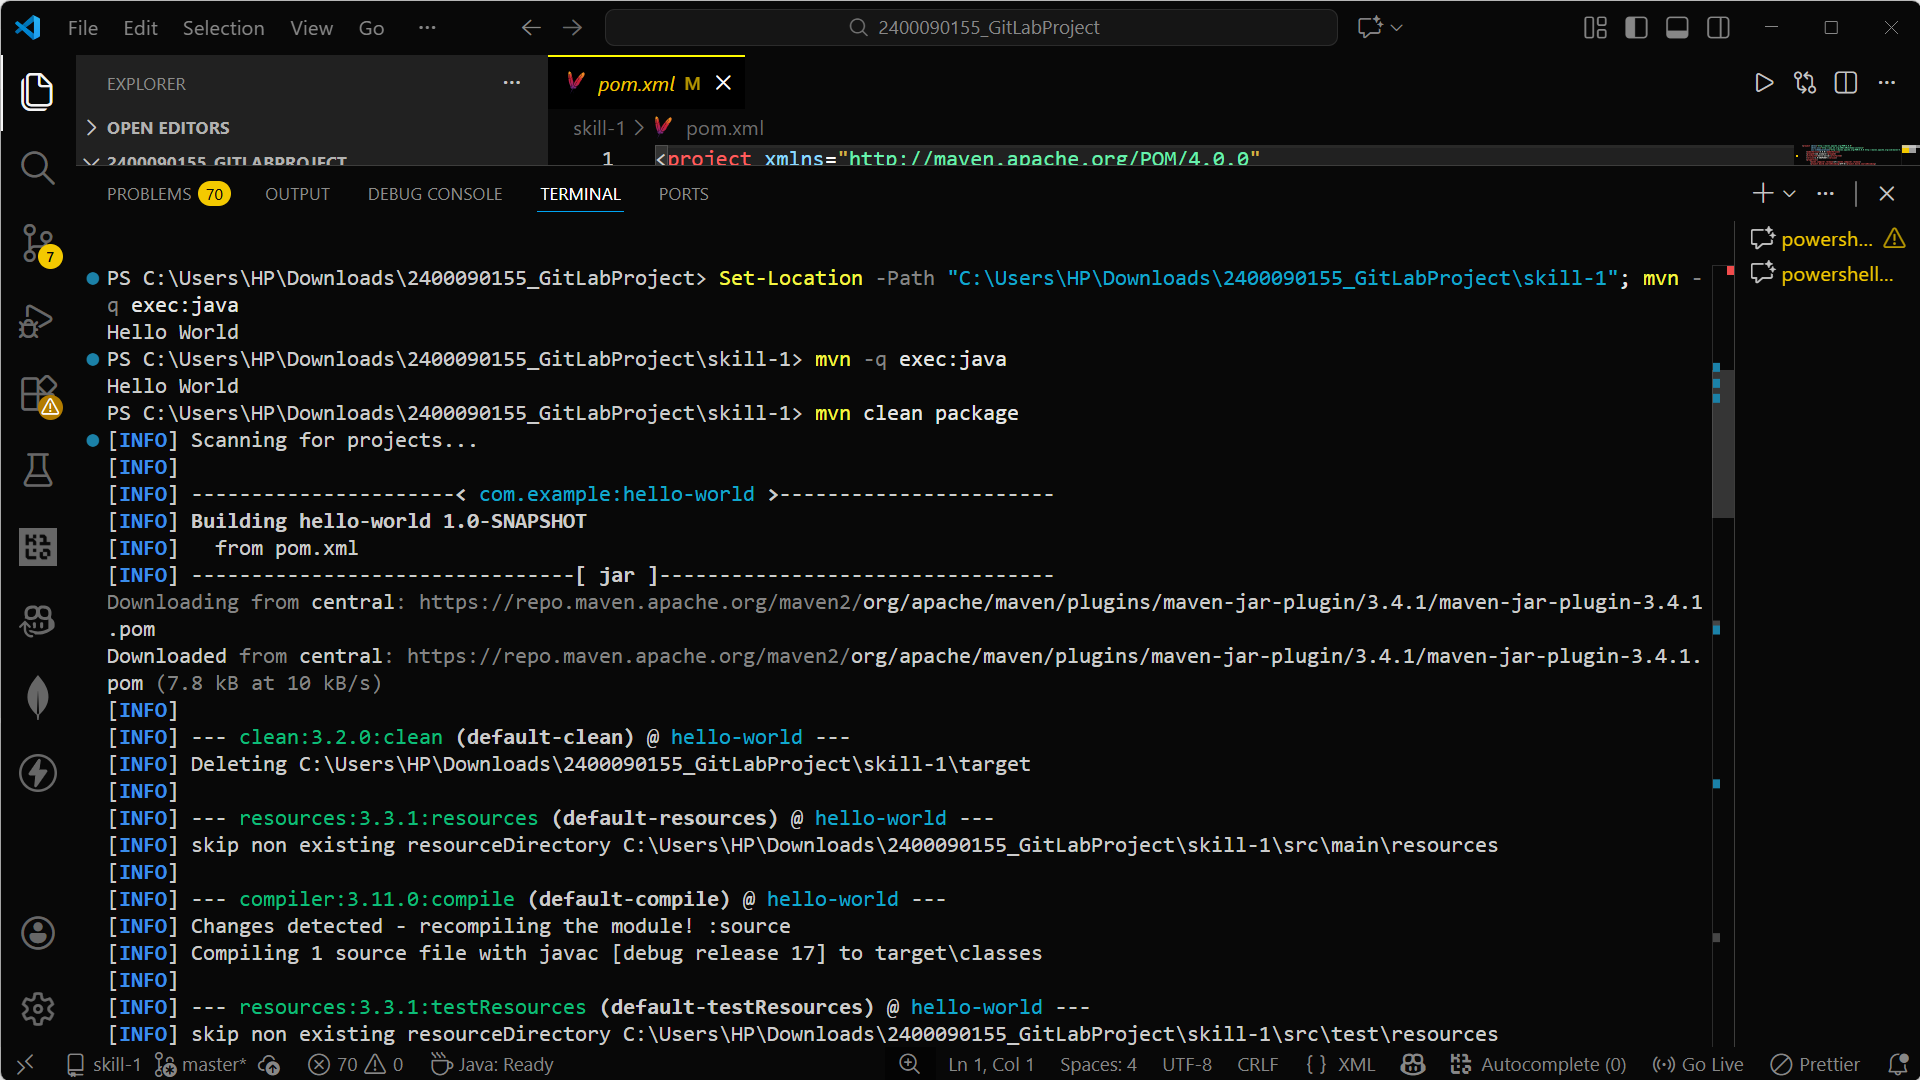 File Edit Selection View Go ··· 2400090155_GitLabProject
EXPLORER ··· pom.xml M
OPEN EDITORS
skill-1 > pom.xml
2400090155_GITLABPROJECT
1 <project xmlns="http://maven.apache.org/POM/4.0.0"
PROBLEMS 70 OUTPUT DEBUG CONSOLE TERMINAL PORTS
powersh...
powershell...
7
PS C:\Users\HP\Downloads\2400090155_GitLabProject> Set-Location -Path "C:\Users\HP\Downloads\2400090155_GitLabProject\skill-1"; mvn -
q exec:java
Hello World
PS C:\Users\HP\Downloads\2400090155_GitLabProject\skill-1> mvn -q exec:java
Hello World
PS C:\Users\HP\Downloads\2400090155_GitLabProject\skill-1> mvn clean package
[INFO] Scanning for projects...
[INFO]
[INFO] ----------------------< com.example:hello-world >-----------------------
[INFO] Building hello-world 1.0-SNAPSHOT
[INFO]   from pom.xml
[INFO] --------------------------------[ jar ]---------------------------------
Downloading from central: https://repo.maven.apache.org/maven2/org/apache/maven/plugins/maven-jar-plugin/3.4.1/maven-jar-plugin-3.4.1
.pom
Downloaded from central: https://repo.maven.apache.org/maven2/org/apache/maven/plugins/maven-jar-plugin/3.4.1/maven-jar-plugin-3.4.1.
pom (7.8 kB at 10 kB/s)
[INFO]
[INFO] --- clean:3.2.0:clean (default-clean) @ hello-world ---
[INFO] Deleting C:\Users\HP\Downloads\2400090155_GitLabProject\skill-1\target
[INFO]
[INFO] --- resources:3.3.1:resources (default-resources) @ hello-world ---
[INFO] skip non existing resourceDirectory C:\Users\HP\Downloads\2400090155_GitLabProject\skill-1\src\main\resources
[INFO]
[INFO] --- compiler:3.11.0:compile (default-compile) @ hello-world ---
[INFO] Changes detected - recompiling the module! :source
[INFO] Compiling 1 source file with javac [debug release 17] to target\classes
[INFO]
[INFO] --- resources:3.3.1:testResources (default-testResources) @ hello-world ---
[INFO] skip non existing resourceDirectory C:\Users\HP\Downloads\2400090155_GitLabProject\skill-1\src\test\resources
skill-1 master* 70 0 Java: Ready Ln 1, Col 1 Spaces: 4 UTF-8 CRLF {} XML Autocomplete (0) Go Live Prettier